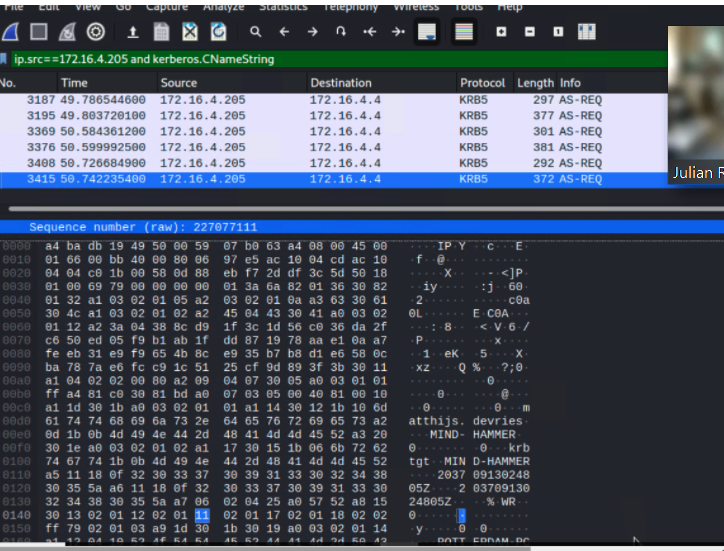 File Edit View Go Capture Analyze Statistics Telephony Wireless Tools Help
ip.src==172.16.4.205 and kerberos.CNameString
No. Time Source Destination Protocol Length Info
3187 49.786544600 172.16.4.205 172.16.4.4 KRB5 297 AS-REQ
3195 49.803720100 172.16.4.205 172.16.4.4 KRB5 377 AS-REQ
3369 50.584361200 172.16.4.205 172.16.4.4 KRB5 301 AS-REQ
3376 50.599992500 172.16.4.205 172.16.4.4 KRB5 381 AS-REQ
3408 50.726684900 172.16.4.205 172.16.4.4 KRB5 292 AS-REQ
3415 50.742235400 172.16.4.205 172.16.4.4 KRB5 372 AS-REQ
Julian R
Sequence number (raw): 227077111
0000 a4 ba db 19 49 50 00 59 07 b0 63 a4 08 00 45 00 ····IP·Y ··c···E·
0010 01 66 00 bb 40 00 80 06 97 e5 ac 10 04 cd ac 10 ·f··@··· ········
0020 04 04 c0 1b 00 58 0d 88 eb f7 2d df 3c 5d 50 18 ·····X·· ··-·<]P·
0030 01 00 69 79 00 00 00 00 01 3a 6a 82 01 36 30 82 ··iy···· ·:j··60·
0040 01 32 a1 03 02 01 05 a2 03 02 01 0a a3 63 30 61 ·2······ ·····c0a
0050 30 4c a1 03 02 01 02 a2 45 04 43 30 41 a0 03 02 0L······ E·C0A···
0060 01 12 a2 3a 04 38 8c d9 1f 3c 1d 56 c0 36 da 2f ···:·8·· ·<·V·6·/
0070 c6 50 ed 05 f9 b1 ab 1f dd 87 19 78 aa e1 0a a7 ·P······ ···x····
0080 fe eb 31 e9 f9 65 4b 8c e9 35 b7 b8 d1 e6 58 0c ··1··eK· ·5····X·
0090 ba 78 7a e6 fc c9 1c 51 25 cf 9d 89 3f 3b 30 11 ·xz····Q %···?;0·
00a0 a1 04 02 02 00 80 a2 09 04 07 30 05 a0 03 01 01 ········ ··0·····
00b0 ff a4 81 c0 30 81 bd a0 07 03 05 00 40 81 00 10 ····0··· ····@···
00c0 a1 1d 30 1b a0 03 02 01 01 a1 14 30 12 1b 10 6d ··0····· ···0···m
00d0 61 74 74 68 69 6a 73 2e 64 65 76 72 69 65 73 a2 atthijs. devries·
00e0 0d 1b 0b 4d 49 4e 44 2d 48 41 4d 4d 45 52 a3 20 ···MIND- HAMMER·
00f0 30 1e a0 03 02 01 02 a1 17 30 15 1b 06 6b 72 62 0······· ·0···krb
0100 74 67 74 1b 0b 4d 49 4e 44 2d 48 41 4d 4d 45 52 tgt··MIN D-HAMMER
0110 a5 11 18 0f 32 30 33 37 30 39 31 33 30 32 34 38 ····2037 09130248
0120 30 35 5a a6 11 18 0f 32 30 33 37 30 39 31 33 30 05Z····2 03709130
0130 32 34 38 30 35 5a a7 06 02 04 25 a0 57 52 a8 15 24805Z·· ··%·WR··
0140 30 13 02 01 12 02 01 11 02 01 17 02 01 18 02 02 0······· ········
0150 ff 79 02 01 03 a9 1d 30 1b 30 19 a0 03 02 01 14 ·y·····0 ·0······